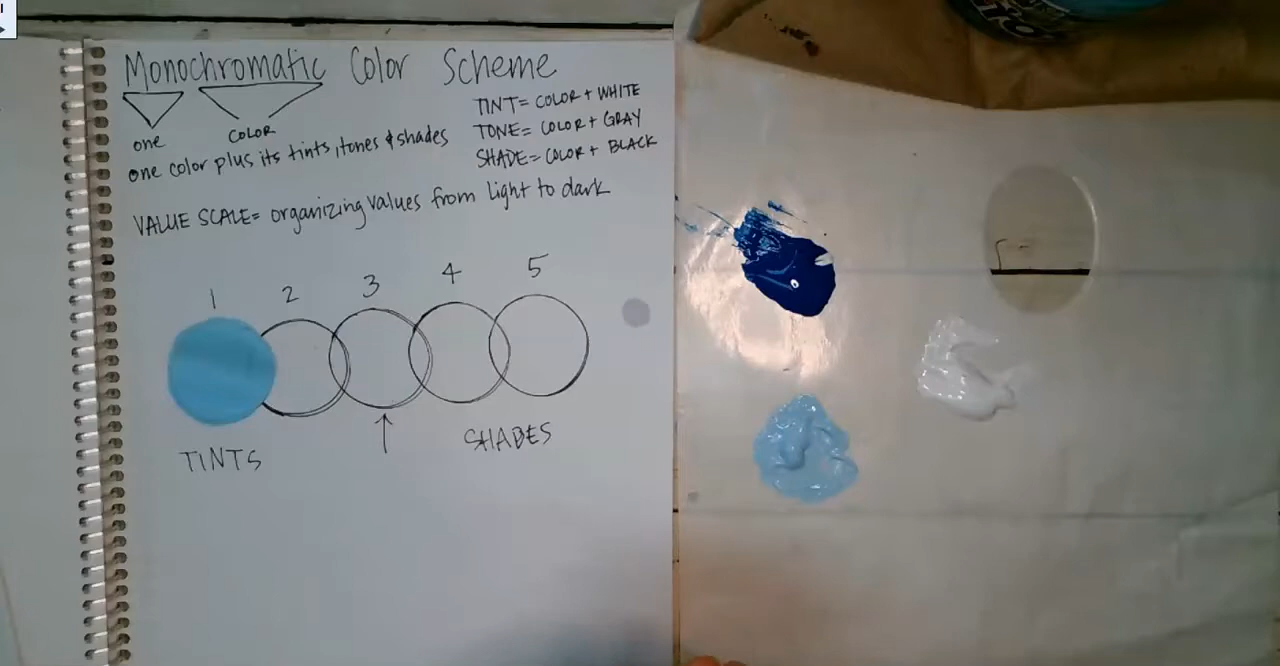 Monochromatic Color Scheme
one
COLOR
one color plus its tints, tones & shades
TINT= COLOR + WHITE
TONE= COLOR + GRAY
SHADE= COLOR + BLACK
VALUE SCALE= organizing values from light to dark
1 2 3 4 5
TINTS
SHADES